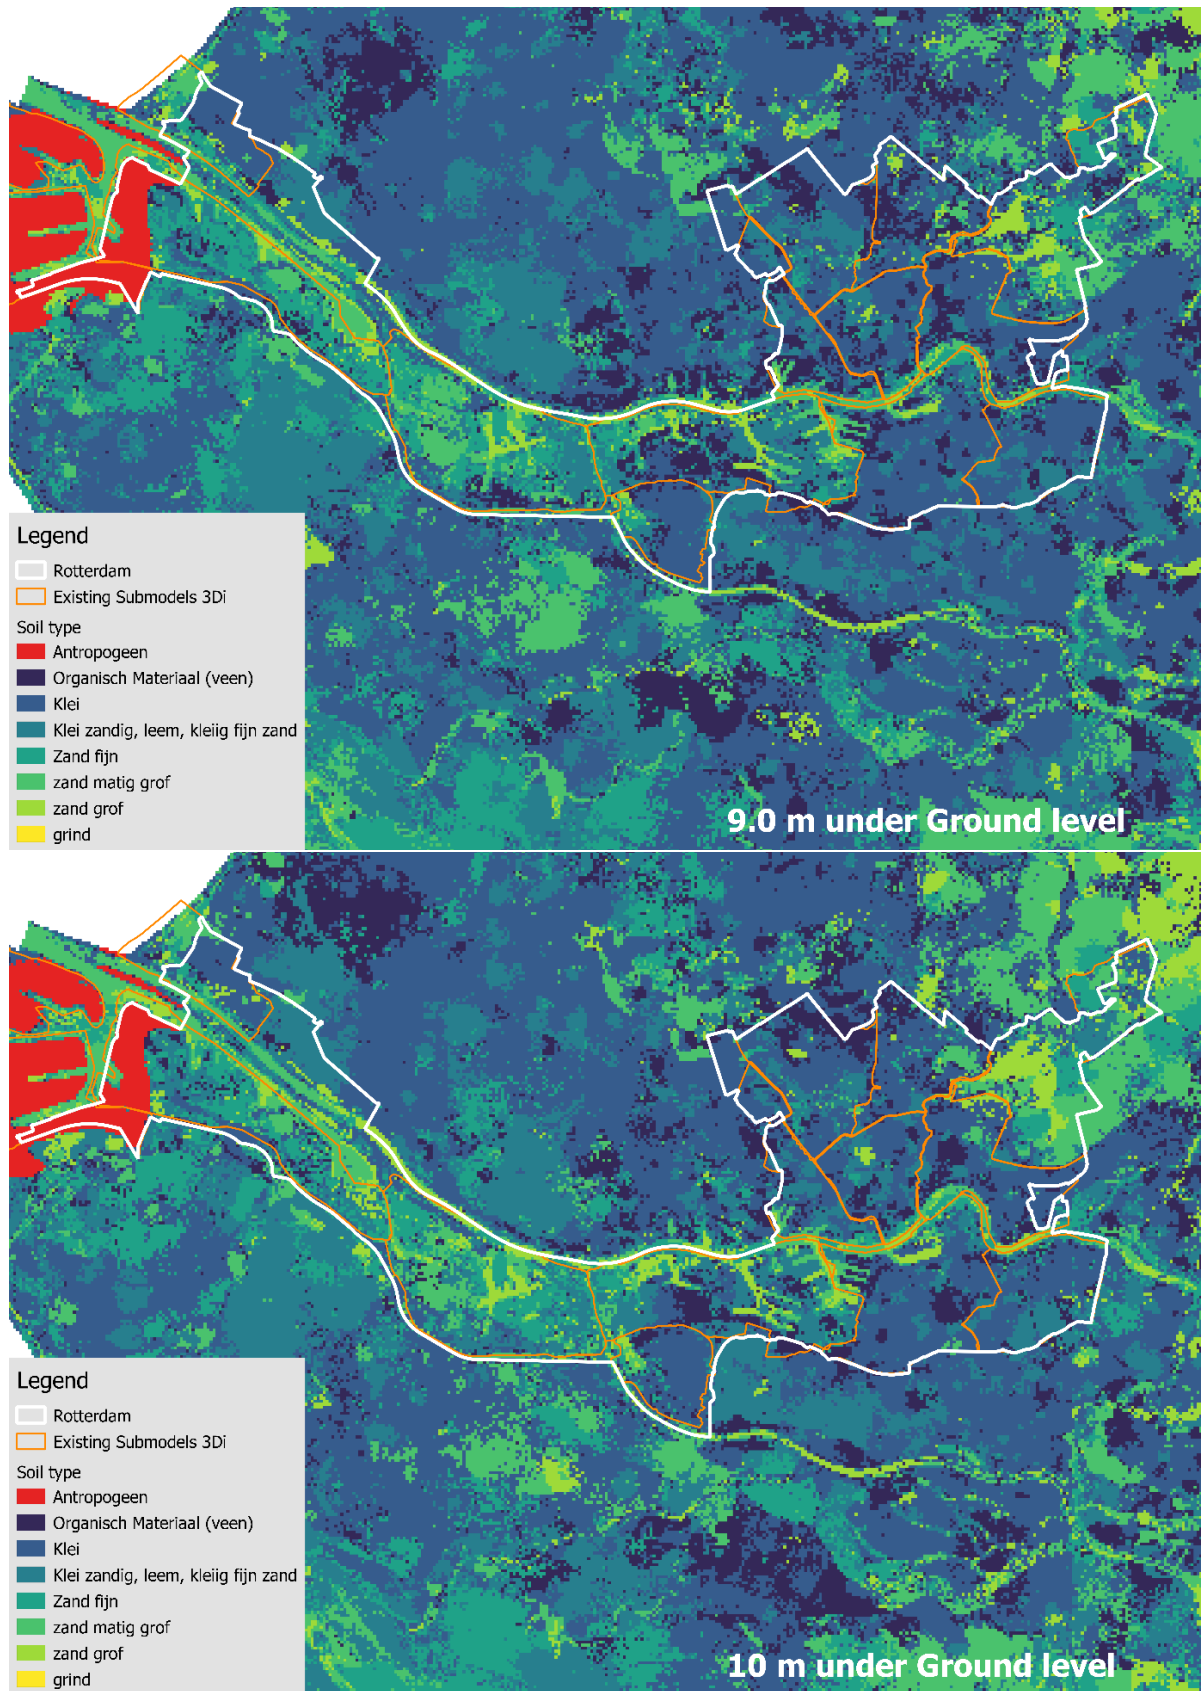 Legend
Rotterdam
Existing Submodels 3Di
Soil type
Antropogeen
Organisch Materiaal (veen)
Klei
Klei zandig, leem, kleiig fijn zand
Zand fijn
zand matig grof
zand grof
grind
9.0 m under Ground level
Legend
Rotterdam
Existing Submodels 3Di
Soil type
Antropogeen
Organisch Materiaal (veen)
Klei
Klei zandig, leem, kleiig fijn zand
Zand fijn
zand matig grof
zand grof
grind
10 m under Ground level